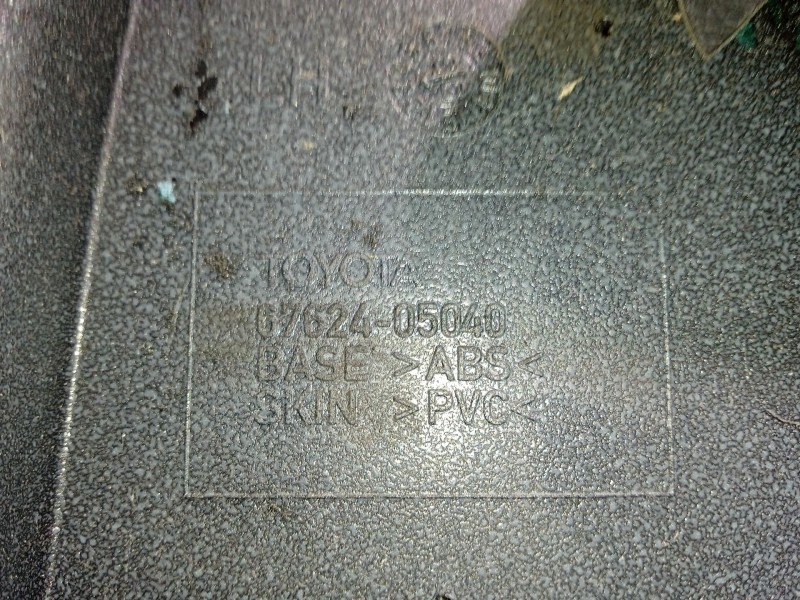 LH
TOYOTA
67624-05040
BASE >ABS<
SKIN >PVC<